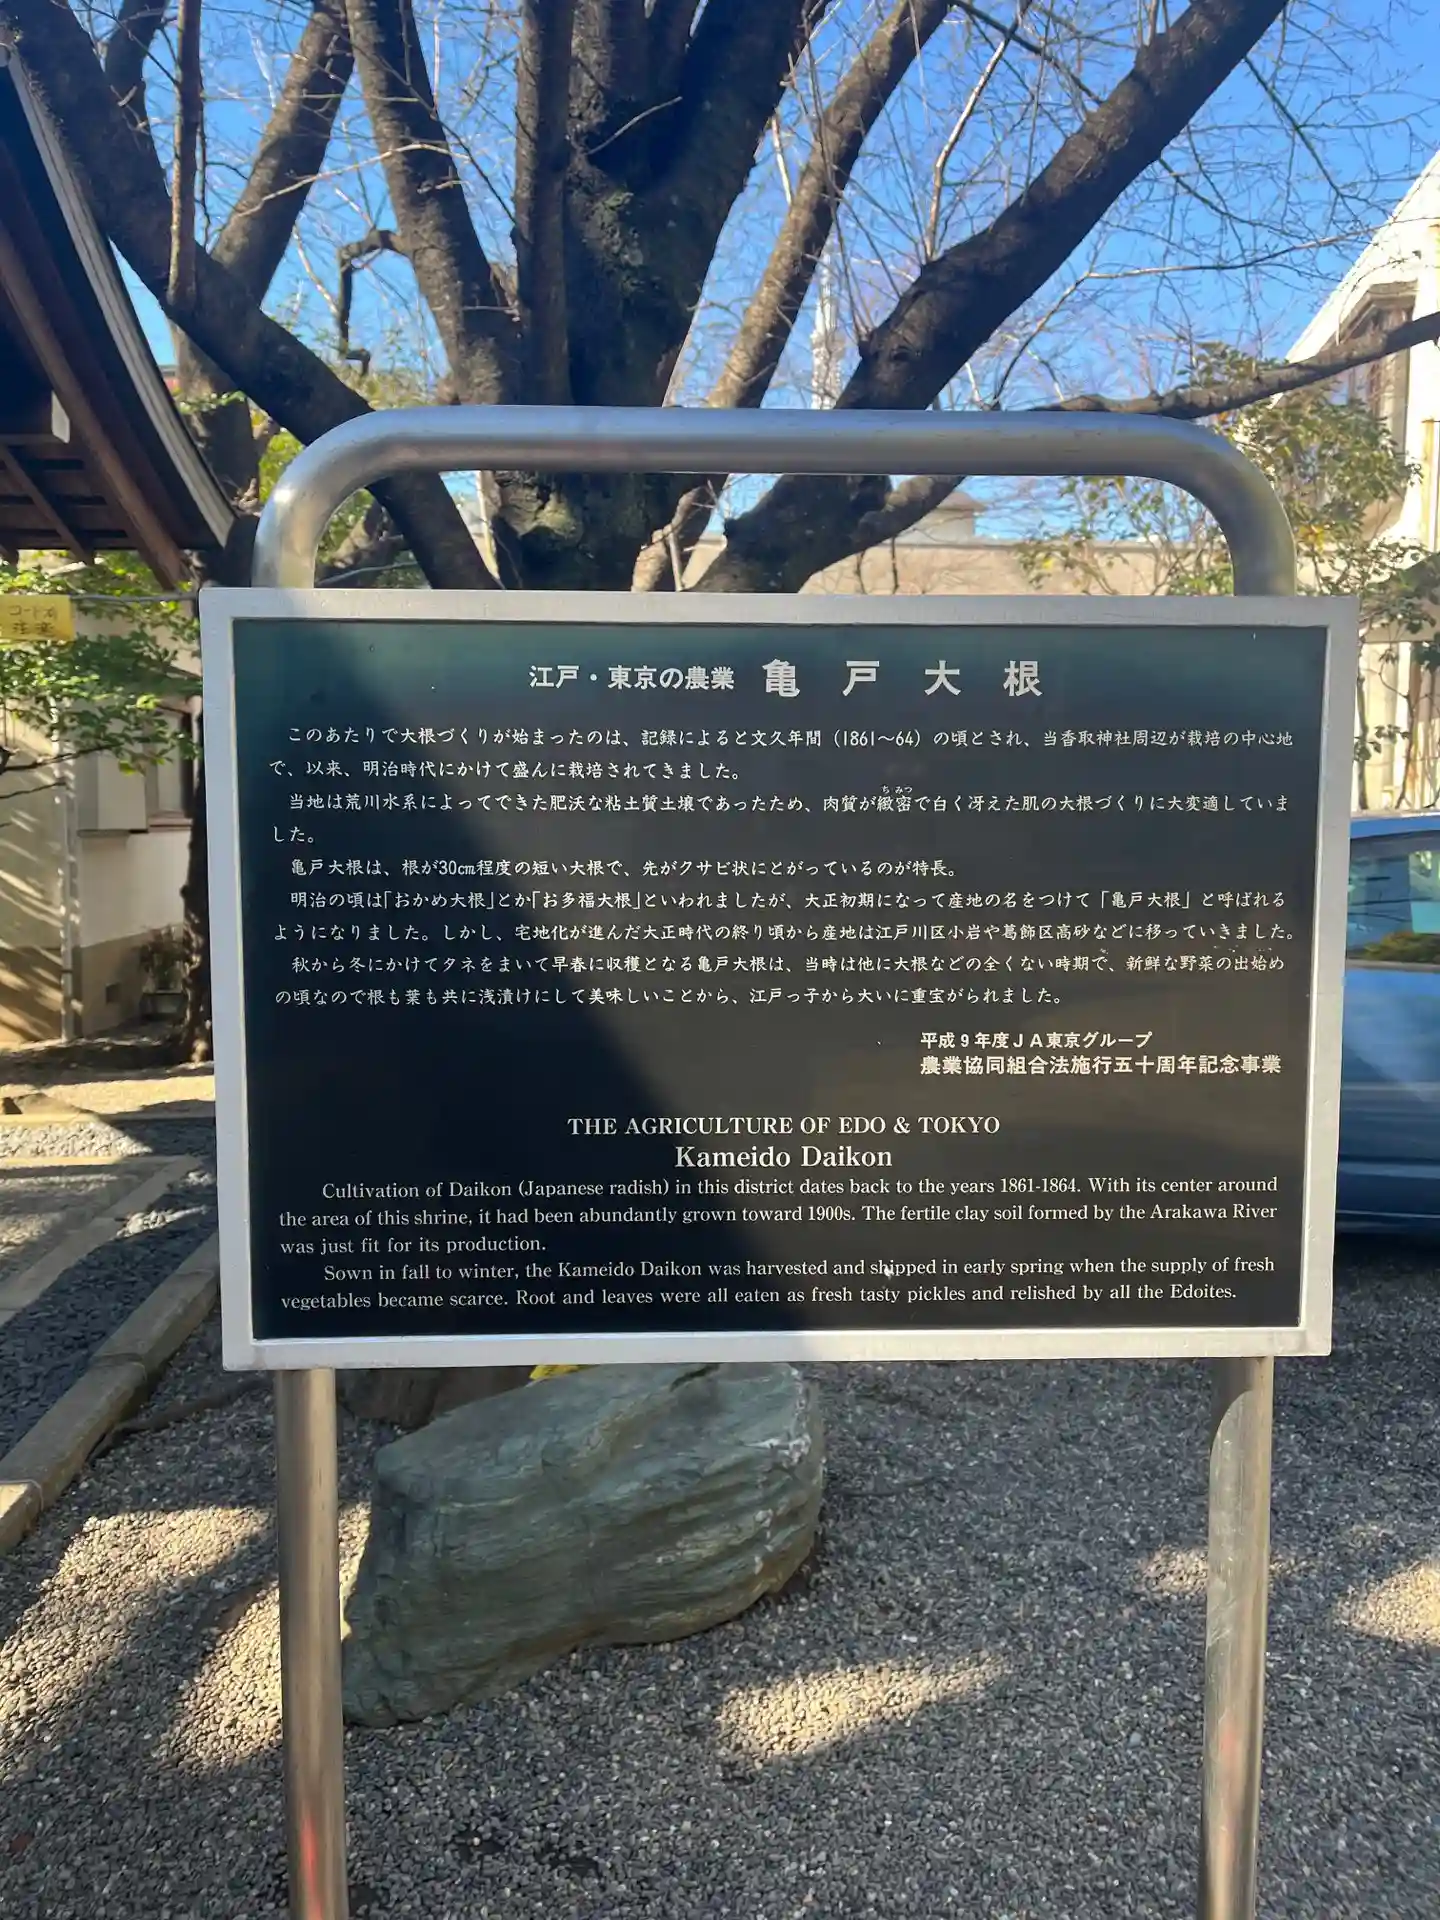 江戸・東京の農業 亀戸大根
このあたりで大根づくりが始まったのは、記録によると文久年間（1861〜64）の頃とされ、当香取神社周辺が栽培の中心地
で、以来、明治時代にかけて盛んに栽培されてきました。
当地は荒川水系によってできた肥沃な粘土質土壌であったため、肉質が緻密で白く冴えた肌の大根づくりに大変適していま
ちみつ
した。
亀戸大根は、根が30㎝程度の短い大根で、先がクサビ状にとがっているのが特長。
明治の頃は「おかめ大根」とか「お多福大根」といわれましたが、大正初期になって産地の名をつけて「亀戸大根」と呼ばれる
ようになりました。しかし、宅地化が進んだ大正時代の終り頃から産地は江戸川区小岩や葛飾区高砂などに移っていきました。
秋から冬にかけてタネをまいて早春に収穫となる亀戸大根は、当時は他に大根などの全くない時期で、新鮮な野菜の出始め
の頃なので根も葉も共に浅漬けにして美味しいことから、江戸っ子から大いに重宝がられました。
平成9年度JA東京グループ
農業協同組合法施行五十周年記念事業
THE AGRICULTURE OF EDO & TOKYO
Kameido Daikon
Cultivation of Daikon (Japanese radish) in this district dates back to the years 1861-1864. With its center around
the area of this shrine, it had been abundantly grown toward 1900s. The fertile clay soil formed by the Arakawa River
was just fit for its production.
Sown in fall to winter, the Kameido Daikon was harvested and shipped in early spring when the supply of fresh
vegetables became scarce. Root and leaves were all eaten as fresh tasty pickles and relished by all the Edoites.